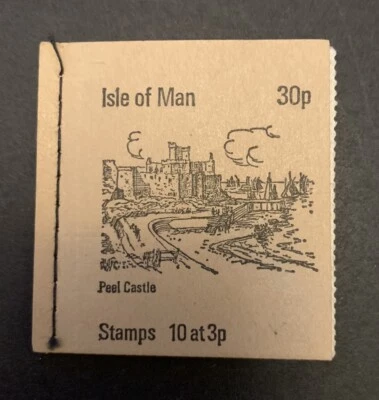 Isle of Man 30p
Peel Castle
Stamps 10 at 3p